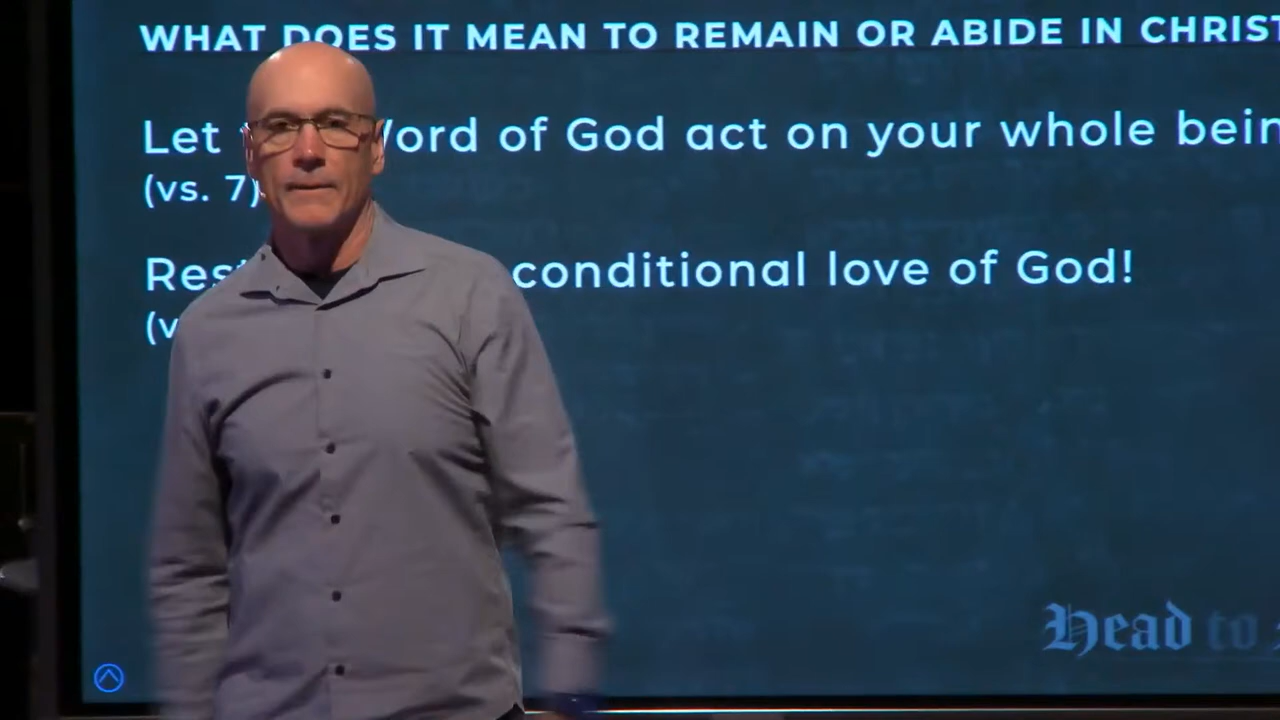 WHAT DOES IT MEAN TO REMAIN OR ABIDE IN CHRIST
Let Word of God act on your whole bein
(vs. 7)
Res conditional love of God!
(v
Head to